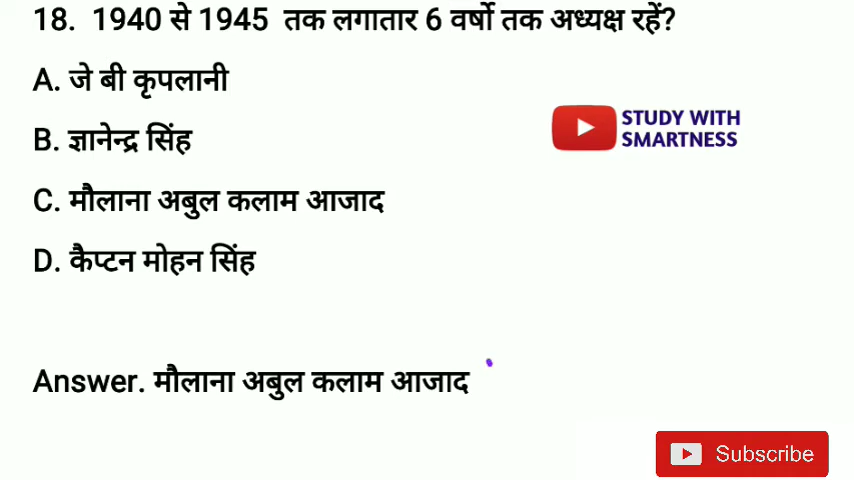 18. 1940 से 1945 तक लगातार 6 वर्षो तक अध्यक्ष रहें?
A. जे बी कृपलानी
B. ज्ञानेन्द्र सिंह
STUDY WITH
SMARTNESS
C. मौलाना अबुल कलाम आजाद
D. कैप्टन मोहन सिंह
Answer. मौलाना अबुल कलाम आजाद
Subscribe